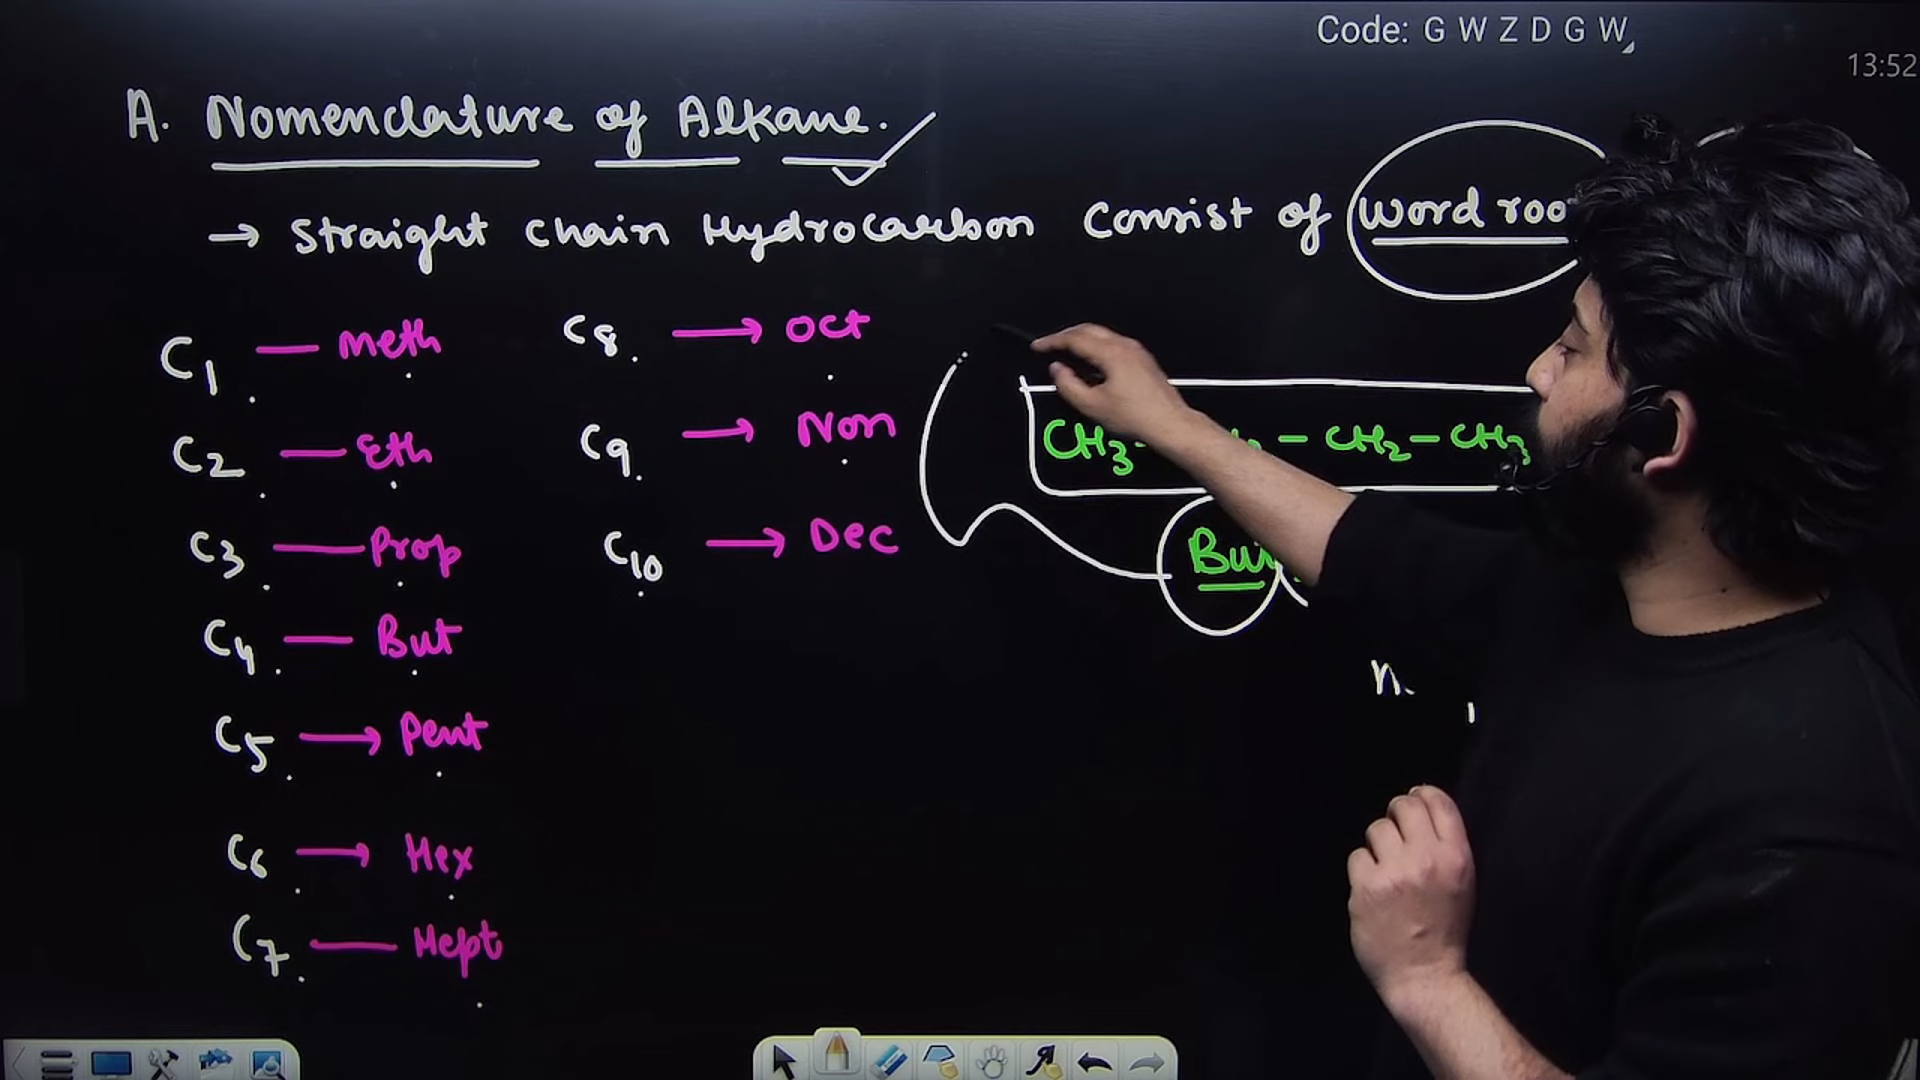 Code: G W Z D G W
13:52
A. Nomenclature of Alkane.
→ Straight chain Hydrocarbon Consist of word roo
C1 — Meth
C2 — Eth
C3 — Prop
C4 — But
C5 → Pent
C6 → Hex
C7 — Hept
C8 → Oct
C9 → Non
C10 → Dec
CH3 - – CH2 – CH3
But
n.